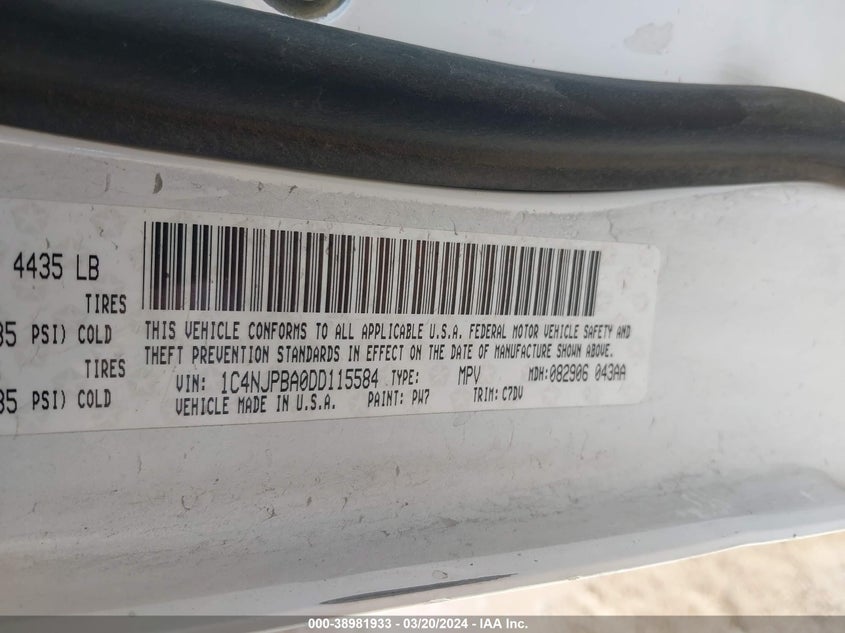 4435 LB
TIRES
35 PSI) COLD
TIRES
35 PSI) COLD
THIS VEHICLE CONFORMS TO ALL APPLICABLE U.S.A. FEDERAL MOTOR VEHICLE SAFETY AND
THEFT PREVENTION STANDARDS IN EFFECT ON THE DATE OF MANUFACTURE SHOWN ABOVE.
VIN: 1C4NJPBA0DD115584 TYPE: MPV MDH:082906 043AA
VEHICLE MADE IN U.S.A. PAINT: PW7 TRIM: C7DV
000-38981933 - 03/20/2024 - IAA Inc.